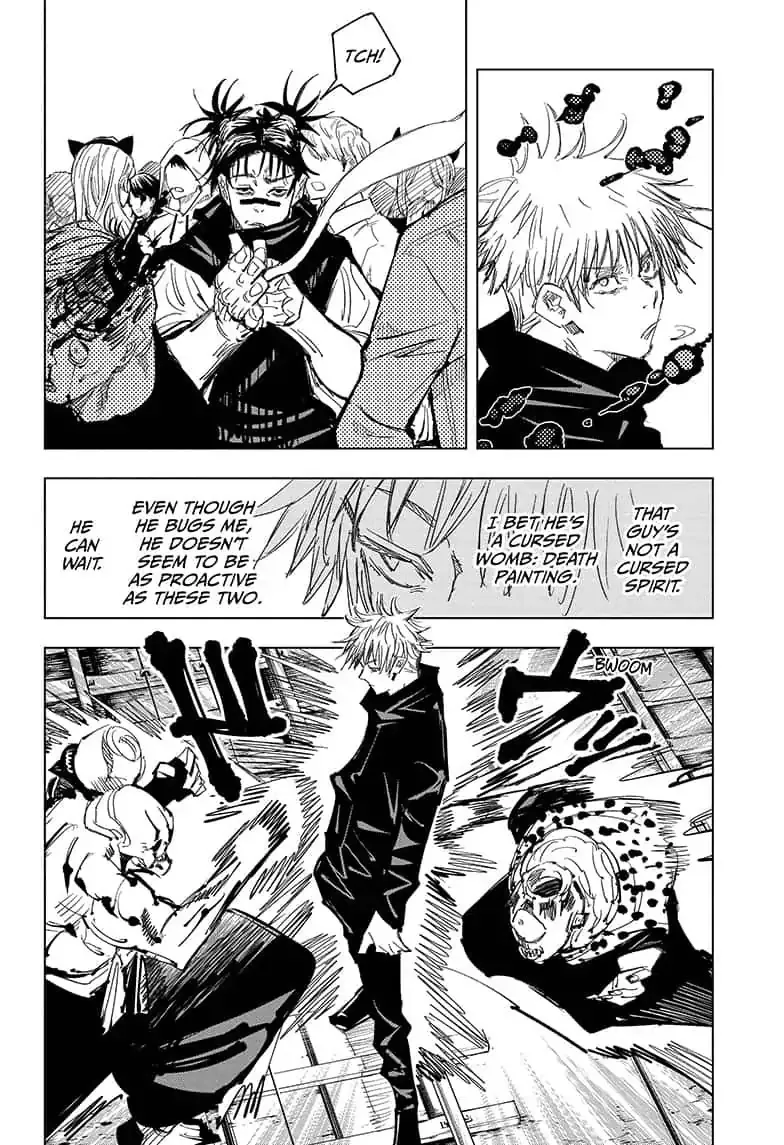 TCH!
THAT
GUY'S
NOT A
CURSED
SPIRIT.
I BET HE'S
A CURSED
WOMB: DEATH
PAINTING.
EVEN THOUGH
HE BUGS ME,
HE DOESN'T
SEEM TO BE
AS PROACTIVE
AS THESE TWO.
HE
CAN
WAIT.
BWOOM